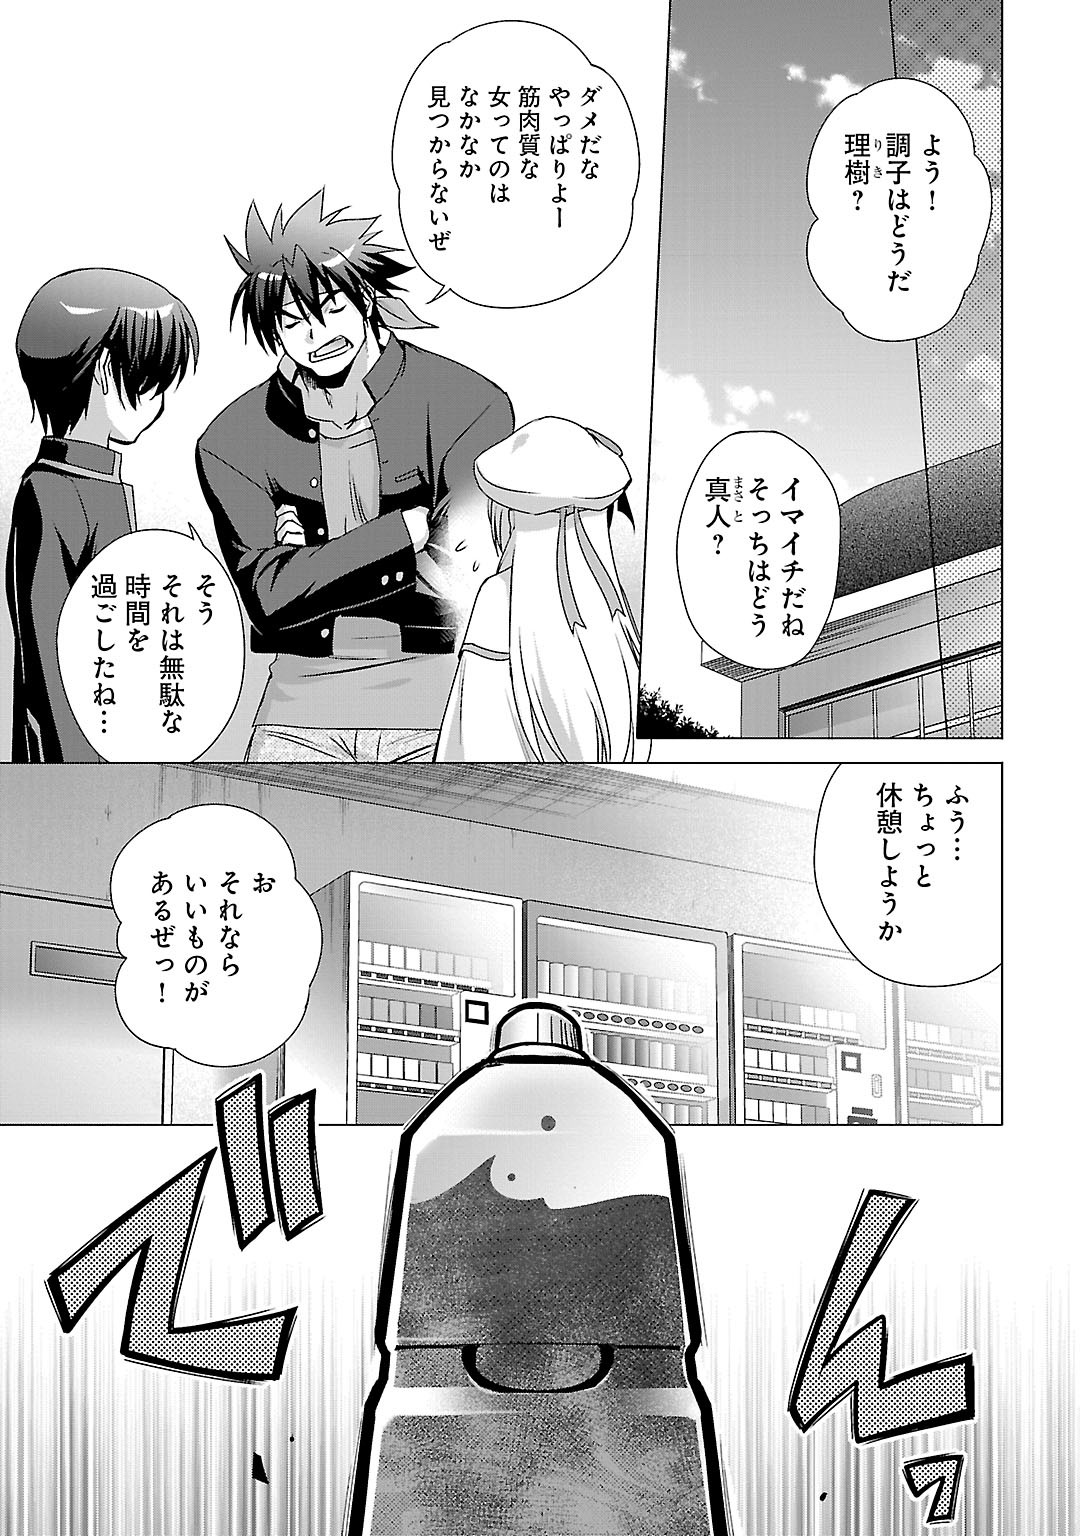 よう！
調子はどうだ
理樹？
りき
イマイチだね
そっちはどう
真人？
まさと
ダメだな
やっぱりよー
筋肉質な
女ってのは
なかなか
見つからないぜ
そう
それは無駄な
時間を
過ごしたね…
ふう…
ちょっと
休憩しようか
お
それなら
いいものが
あるぜっ！